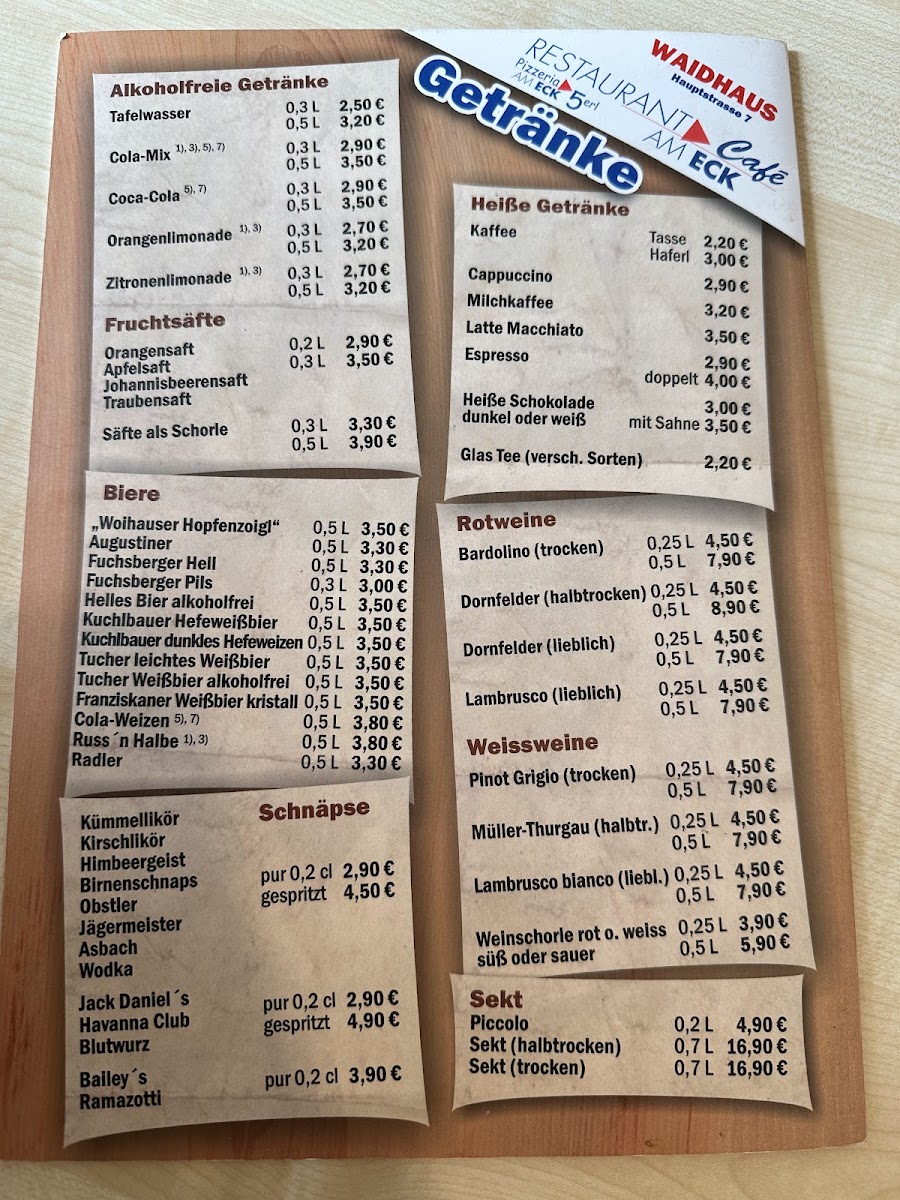 WAIDHAUS
Hauptstrasse 7
RESTAURANT
Pizzeria
AM ECK 5erl
AM ECK
Café
Getränke
Alkoholfreie Getränke
Tafelwasser 0,3 L 2,50 €
0,5 L 3,20 €
Cola-Mix 1), 3), 5), 7) 0,3 L 2,90 €
0,5 L 3,50 €
Coca-Cola 5), 7) 0,3 L 2,90 €
0,5 L 3,50 €
Orangenlimonade 1), 3) 0,3 L 2,70 €
0,5 L 3,20 €
Zitronenlimonade 1), 3) 0,3 L 2,70 €
0,5 L 3,20 €
Fruchtsäfte
Orangensaft 0,2 L 2,90 €
Apfelsaft 0,3 L 3,50 €
Johannisbeerensaft
Traubensaft
Säfte als Schorle 0,3 L 3,30 €
0,5 L 3,90 €
Biere
„Woihauser Hopfenzoigl“ 0,5 L 3,50 €
Augustiner 0,5 L 3,30 €
Fuchsberger Hell 0,5 L 3,30 €
Fuchsberger Pils 0,3 L 3,00 €
Helles Bier alkoholfrei 0,5 L 3,50 €
Kuchlbauer Hefeweißbier 0,5 L 3,50 €
Kuchlbauer dunkles Hefeweizen 0,5 L 3,50 €
Tucher leichtes Weißbier 0,5 L 3,50 €
Tucher Weißbier alkoholfrei 0,5 L 3,50 €
Franziskaner Weißbier kristall 0,5 L 3,50 €
Cola-Weizen 5), 7) 0,5 L 3,80 €
Russ´n Halbe 1), 3) 0,5 L 3,80 €
Radler 0,5 L 3,30 €
Schnäpse
Kümmellikör
Kirschlikör
Himbeergeist
Birnenschnaps pur 0,2 cl 2,90 €
Obstler gespritzt 4,50 €
Jägermeister
Asbach
Wodka
Jack Daniel´s pur 0,2 cl 2,90 €
Havanna Club gespritzt 4,90 €
Blutwurz
Bailey´s pur 0,2 cl 3,90 €
Ramazotti
Heiße Getränke
Kaffee Tasse 2,20 €
Haferl 3,00 €
Cappuccino 2,90 €
Milchkaffee 3,20 €
Latte Macchiato 3,50 €
Espresso 2,90 €
doppelt 4,00 €
Heiße Schokolade 3,00 €
dunkel oder weiß mit Sahne 3,50 €
Glas Tee (versch. Sorten) 2,20 €
Rotweine
Bardolino (trocken) 0,25 L 4,50 €
0,5 L 7,90 €
Dornfelder (halbtrocken) 0,25 L 4,50 €
0,5 L 8,90 €
Dornfelder (lieblich) 0,25 L 4,50 €
0,5 L 7,90 €
Lambrusco (lieblich) 0,25 L 4,50 €
0,5 L 7,90 €
Weissweine
Pinot Grigio (trocken) 0,25 L 4,50 €
0,5 L 7,90 €
Müller-Thurgau (halbtr.) 0,25 L 4,50 €
0,5 L 7,90 €
Lambrusco bianco (liebl.) 0,25 L 4,50 €
0,5 L 7,90 €
Weinschorle rot o. weiss 0,25 L 3,90 €
süß oder sauer 0,5 L 5,90 €
Sekt
Piccolo 0,2 L 4,90 €
Sekt (halbtrocken) 0,7 L 16,90 €
Sekt (trocken) 0,7 L 16,90 €